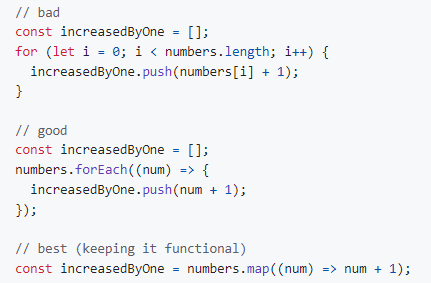 // bad
const increasedByOne = [];
for (let i = 0; i < numbers.length; i++) {
  increasedByOne.push(numbers[i] + 1);
}

// good
const increasedByOne = [];
numbers.forEach((num) => {
  increasedByOne.push(num + 1);
});

// best (keeping it functional)
const increasedByOne = numbers.map((num) => num + 1);